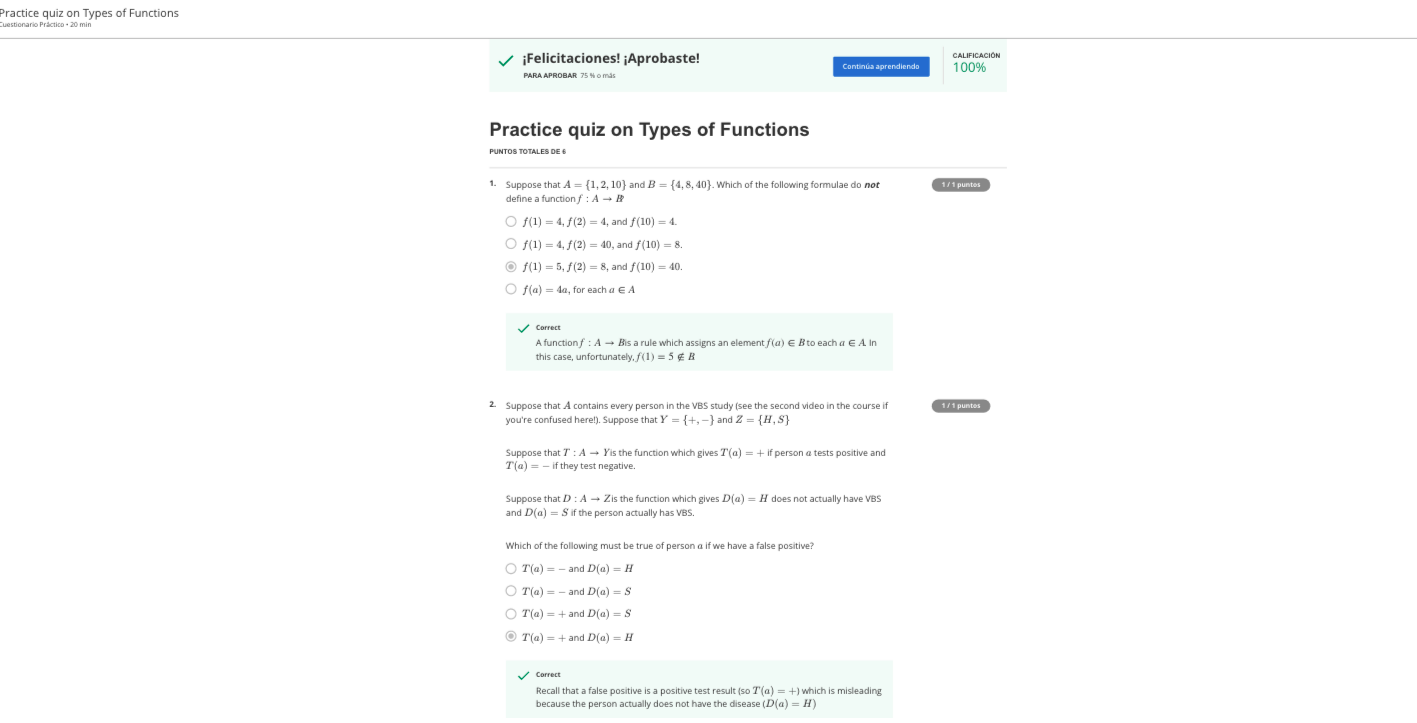 Practice quiz on Types of Functions
Cuestionario Práctico • 20 min
¡Felicitaciones! ¡Aprobaste!
PARA APROBAR 75 % o más
Continúa aprendiendo
CALIFICACIÓN
100%
Practice quiz on Types of Functions
PUNTOS TOTALES DE 6
1. Suppose that A = {1, 2, 10} and B = {4, 8, 40}. Which of the following formulae do not
define a function f : A → B?
1 / 1 puntos
f(1) = 4, f(2) = 4, and f(10) = 4.
f(1) = 4, f(2) = 40, and f(10) = 8.
f(1) = 5, f(2) = 8, and f(10) = 40.
f(a) = 4a, for each a ∈ A
Correct
A function f : A → B is a rule which assigns an element f(a) ∈ B to each a ∈ A. In
this case, unfortunately, f(1) = 5 ∉ B.
2. Suppose that A contains every person in the VBS study (see the second video in the course if
you're confused here!). Suppose that Y = {+, −} and Z = {H, S}
1 / 1 puntos
Suppose that T : A → Y is the function which gives T(a) = + if person a tests positive and
T(a) = − if they test negative.
Suppose that D : A → Z is the function which gives D(a) = H does not actually have VBS
and D(a) = S if the person actually has VBS.
Which of the following must be true of person a if we have a false positive?
T(a) = − and D(a) = H
T(a) = − and D(a) = S
T(a) = + and D(a) = S
T(a) = + and D(a) = H
Correct
Recall that a false positive is a positive test result (so T(a) = +) which is misleading
because the person actually does not have the disease (D(a) = H)